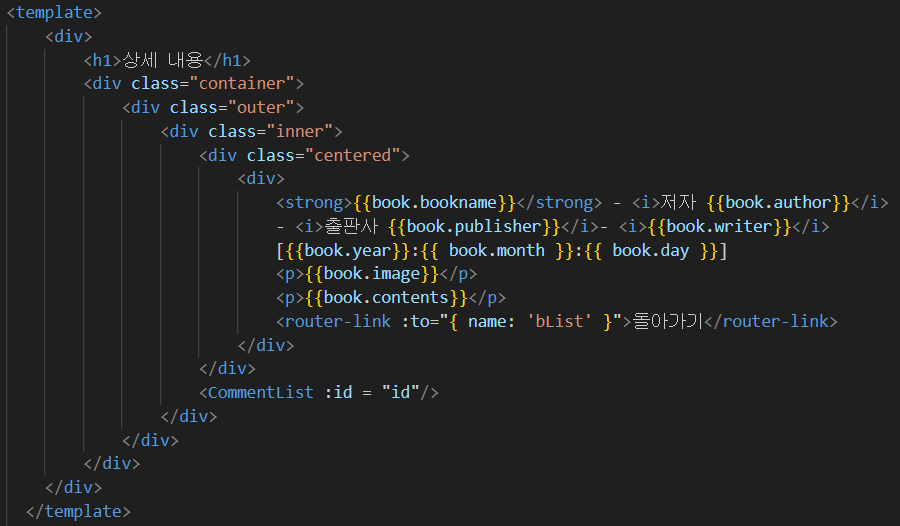 <template>
<div>
<h1>상세 내용</h1>
<div class="container">
<div class="outer">
<div class="inner">
<div class="centered">
<div>
<strong>{{book.bookname}}</strong> - <i>저자 {{book.author}}</i>
- <i>출판사 {{book.publisher}}</i>- <i>{{book.writer}}</i>
[{{book.year}}:{{ book.month }}:{{ book.day }}]
<p>{{book.image}}</p>
<p>{{book.contents}}</p>
<router-link :to="{ name: 'bList' }">돌아가기</router-link>
</div>
</div>
<CommentList :id = "id"/>
</div>
</div>
</div>
</div>
</template>